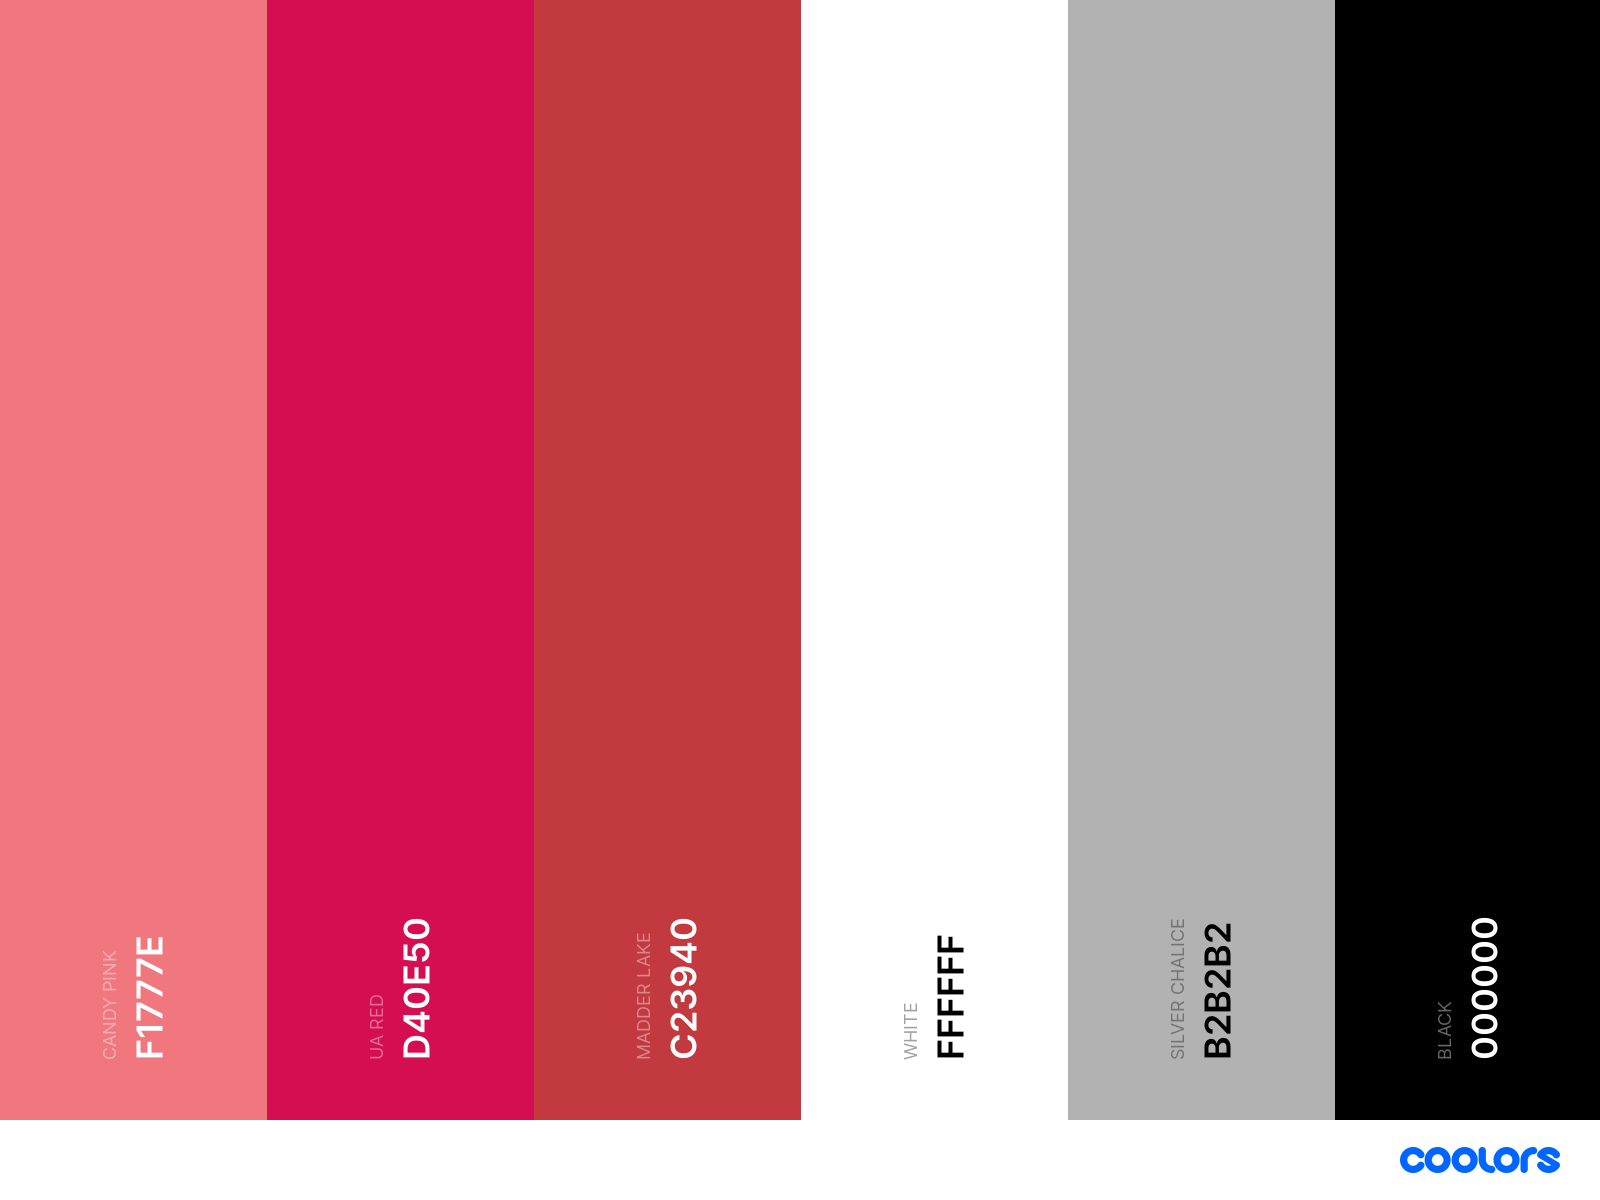 CANDY PINK
F1777E
UA RED
D40E50
MADDER LAKE
C23940
WHITE
FFFFFF
SILVER CHALICE
B2B2B2
BLACK
000000
coolors